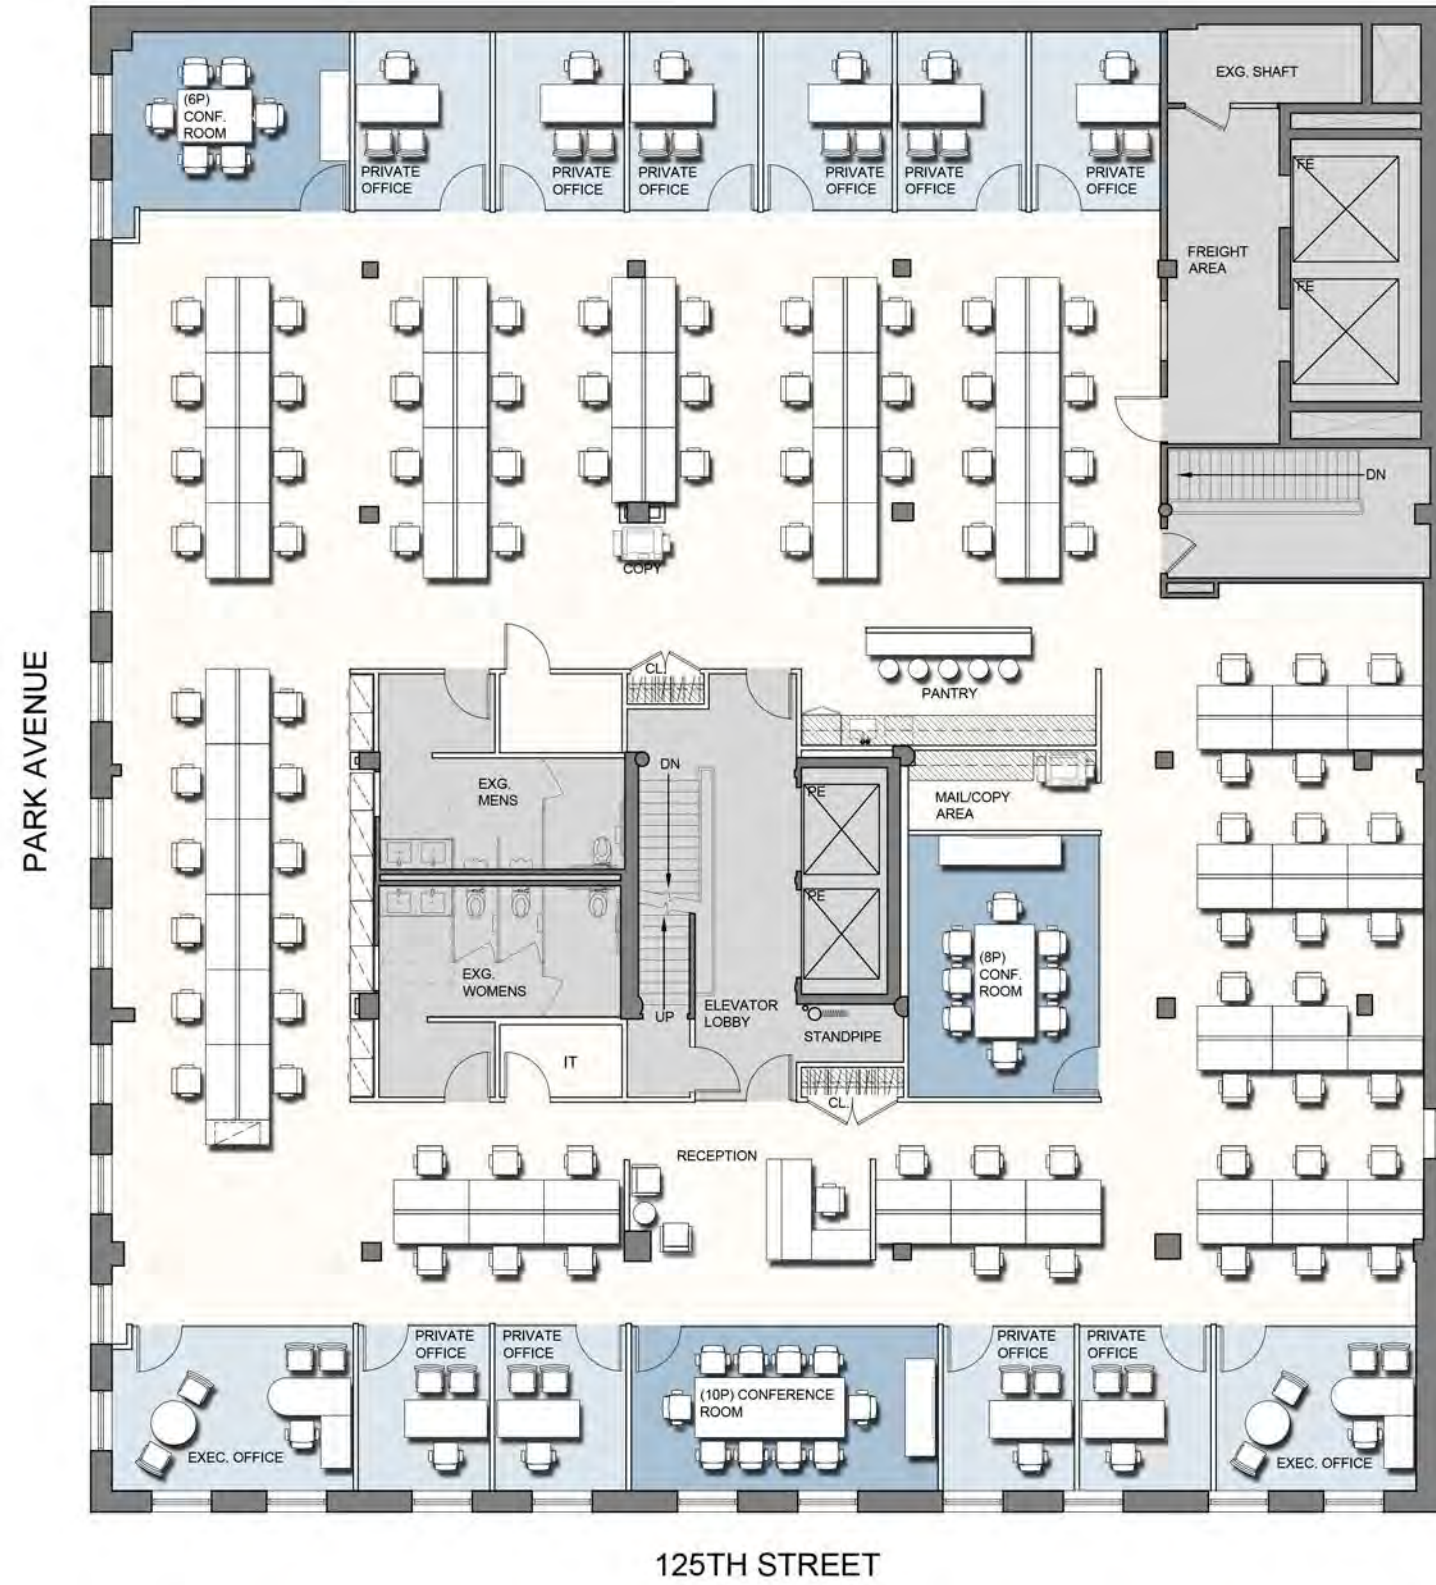 EXG. SHAFT
(6P)
CONF.
ROOM
PRIVATE
OFFICE
PRIVATE
OFFICE
PRIVATE
OFFICE
PRIVATE
OFFICE
PRIVATE
OFFICE
PRIVATE
OFFICE
FE
FREIGHT
AREA
FE
DN
COPY
CL.
PANTRY
DN
EXG.
MENS
PE
MAIL/COPY
AREA
PE
(8P)
CONF.
ROOM
EXG.
WOMENS
UP
ELEVATOR
LOBBY
STANDPIPE
IT
CL.
RECEPTION
PARK AVENUE
PRIVATE
OFFICE
PRIVATE
OFFICE
PRIVATE
OFFICE
PRIVATE
OFFICE
(10P) CONFERENCE
ROOM
EXEC. OFFICE
EXEC. OFFICE
125TH STREET